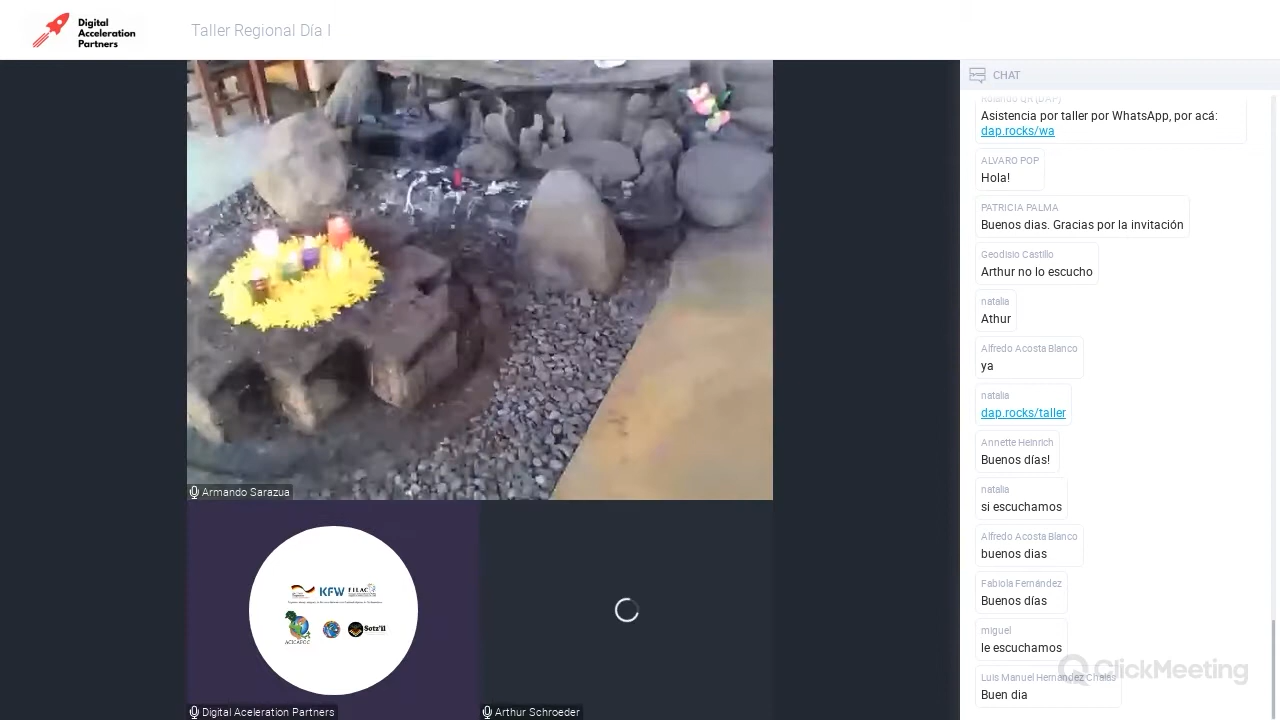 Digital
Acceleration
Partners
Taller Regional Día I
CHAT
Asistencia por taller por WhatsApp, por acá:
dap.rocks/wa
ALVARO POP
Hola!
PATRICIA PALMA
Buenos dias. Gracias por la invitación
Geodisio Castillo
Arthur no lo escucho
natalia
Athur
Alfredo Acosta Blanco
ya
natalia
dap.rocks/taller
Annette Heinrich
Buenos días!
natalia
si escuchamos
Alfredo Acosta Blanco
buenos dias
Fabiola Fernández
Buenos días
miguel
le escuchamos
Luis Manuel Hernandez Chalas
Buen dia
ClickMeeting
Armando Sarazua
KFW FILAC
ACICAFOC
Sotz'il
Digital Aceleration Partners
Arthur Schroeder